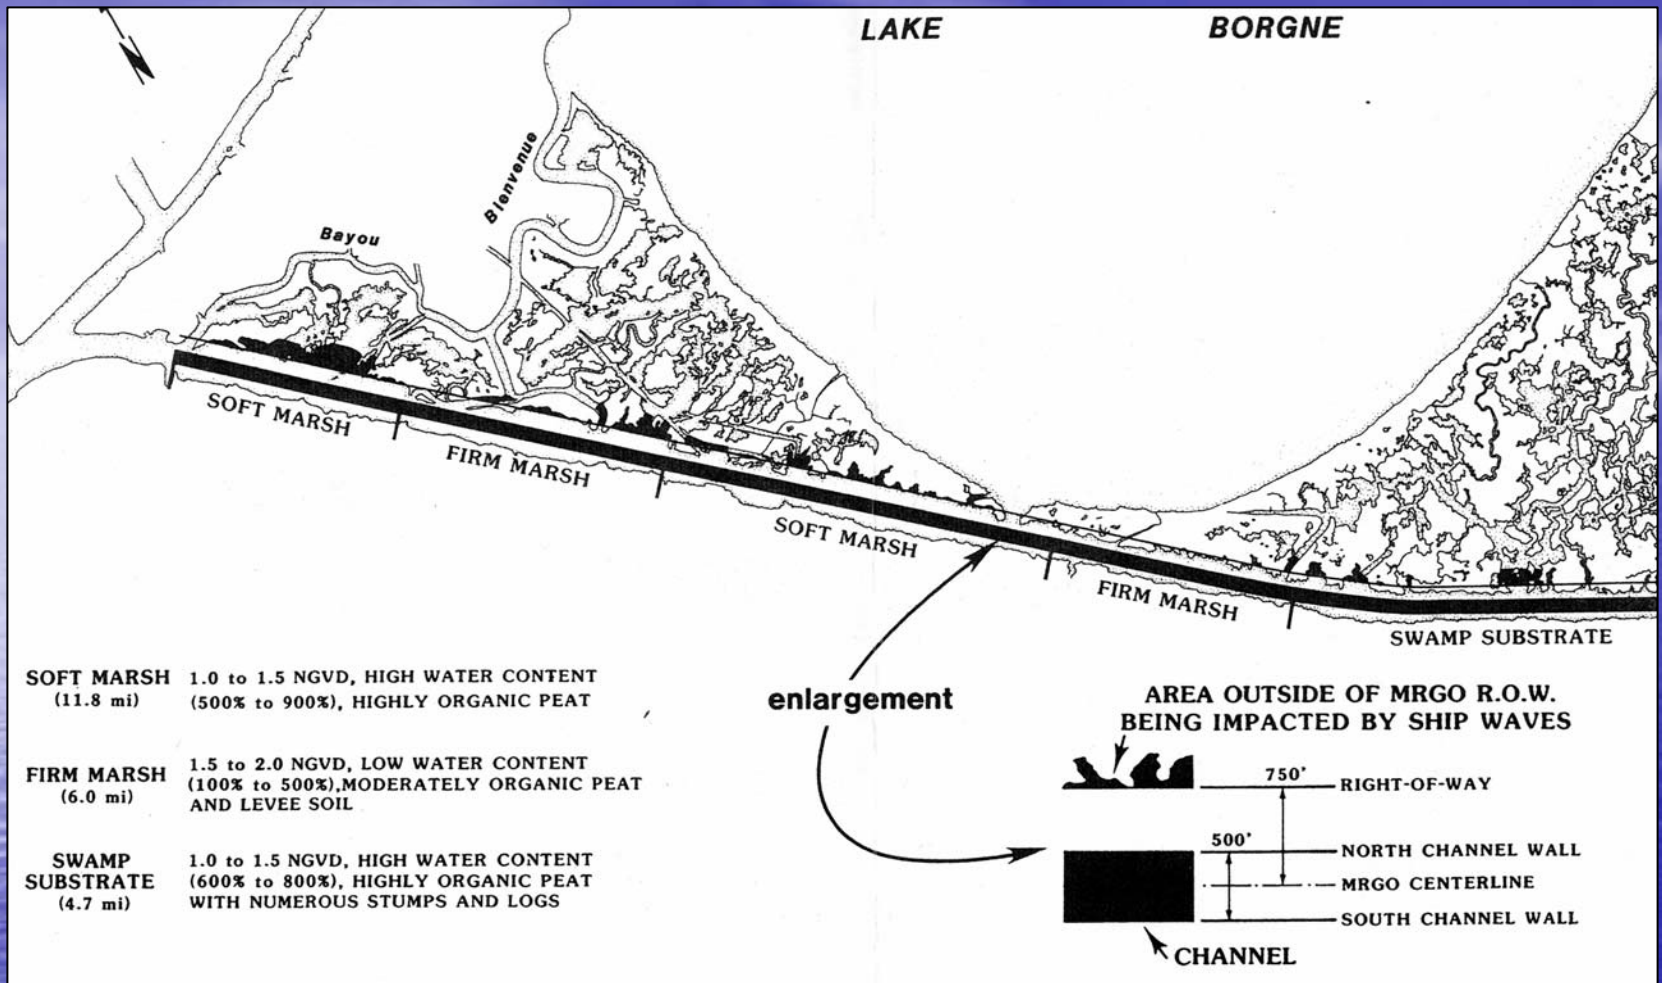 LAKE BORGNE
Bienvenue
Bayou
SOFT MARSH
FIRM MARSH
SOFT MARSH
FIRM MARSH
SWAMP SUBSTRATE
SOFT MARSH
(11.8 mi)
1.0 to 1.5 NGVD, HIGH WATER CONTENT
(500% to 900%), HIGHLY ORGANIC PEAT
FIRM MARSH
(6.0 mi)
1.5 to 2.0 NGVD, LOW WATER CONTENT
(100% to 500%),MODERATELY ORGANIC PEAT
AND LEVEE SOIL
SWAMP
SUBSTRATE
(4.7 mi)
1.0 to 1.5 NGVD, HIGH WATER CONTENT
(600% to 800%), HIGHLY ORGANIC PEAT
WITH NUMEROUS STUMPS AND LOGS
enlargement
AREA OUTSIDE OF MRGO R.O.W.
BEING IMPACTED BY SHIP WAVES
750'
RIGHT-OF-WAY
500'
NORTH CHANNEL WALL
MRGO CENTERLINE
SOUTH CHANNEL WALL
CHANNEL
N